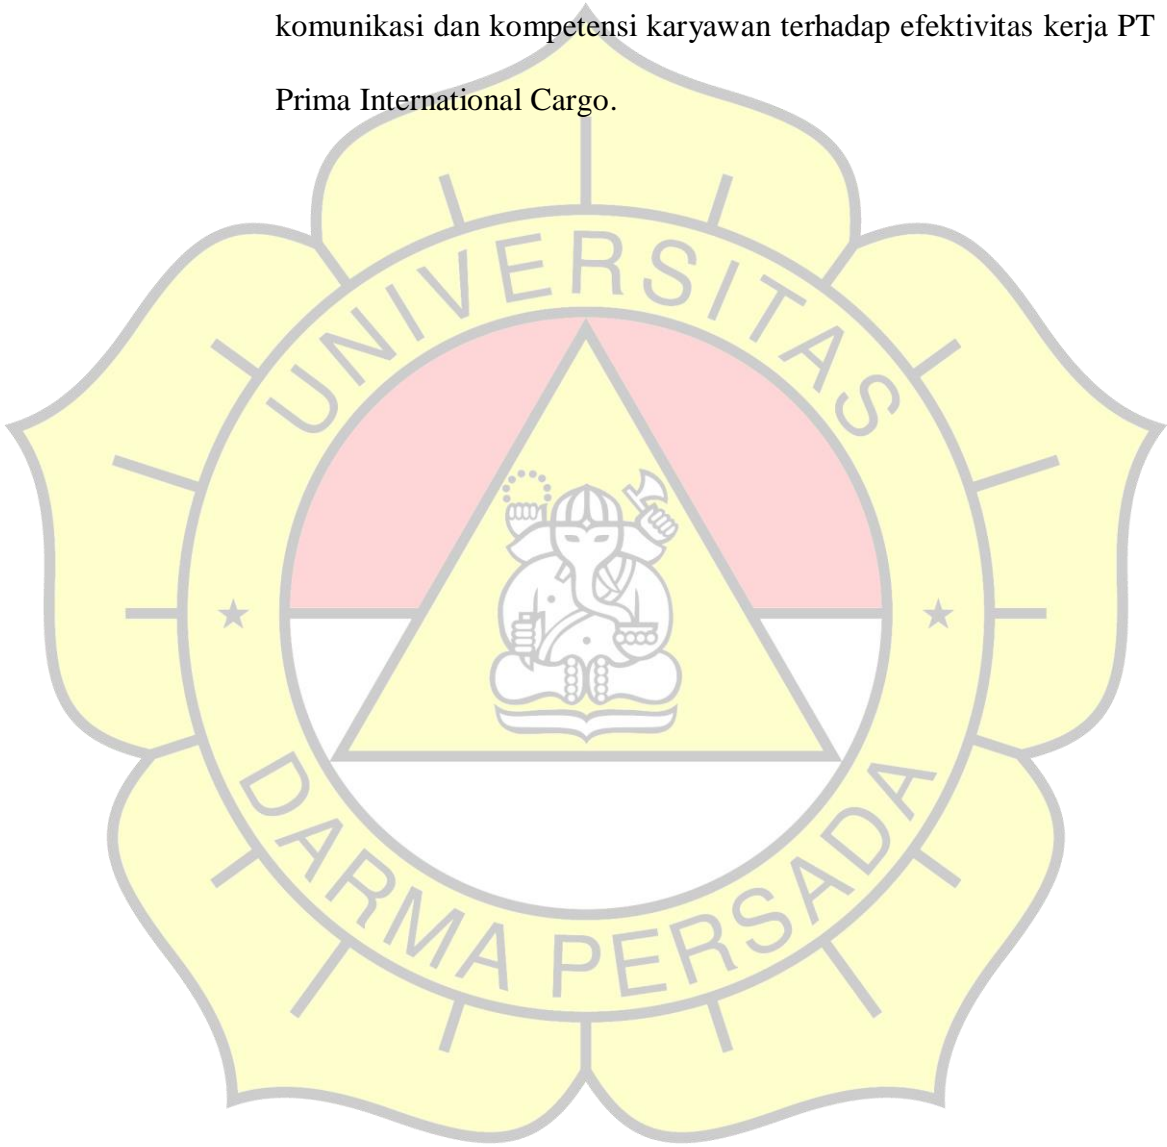 komunikasi dan kompetensi karyawan terhadap efektivitas kerja PT
Prima International Cargo.
UNIVERSITAS
DARMA PERSADA